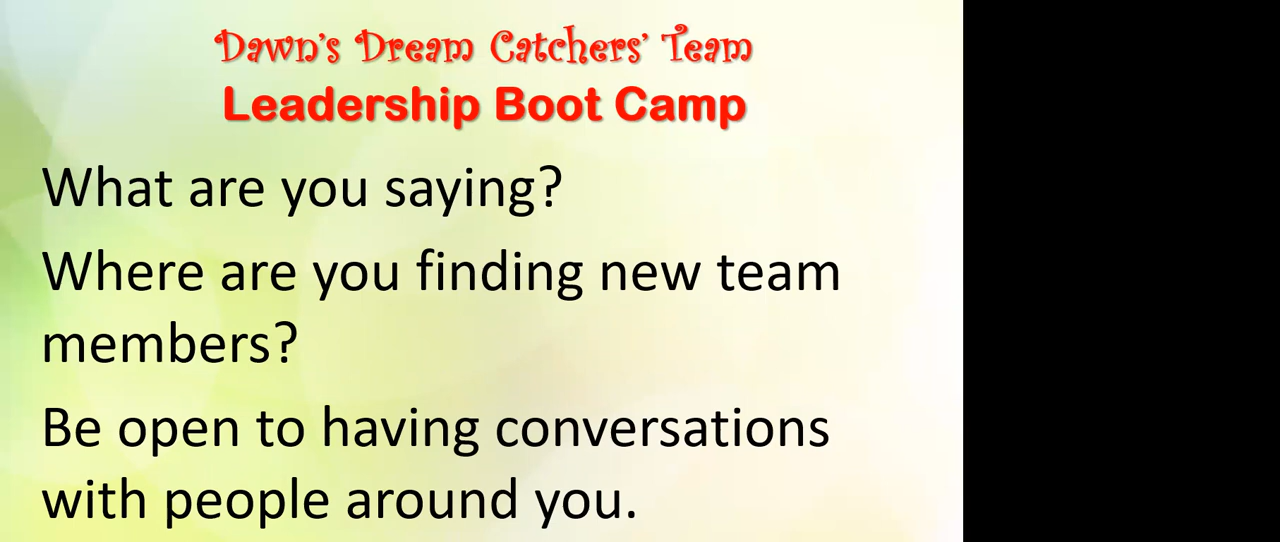 Dawn's Dream Catchers' Team
Leadership Boot Camp
What are you saying?
Where are you finding new team
members?
Be open to having conversations
with people around you.